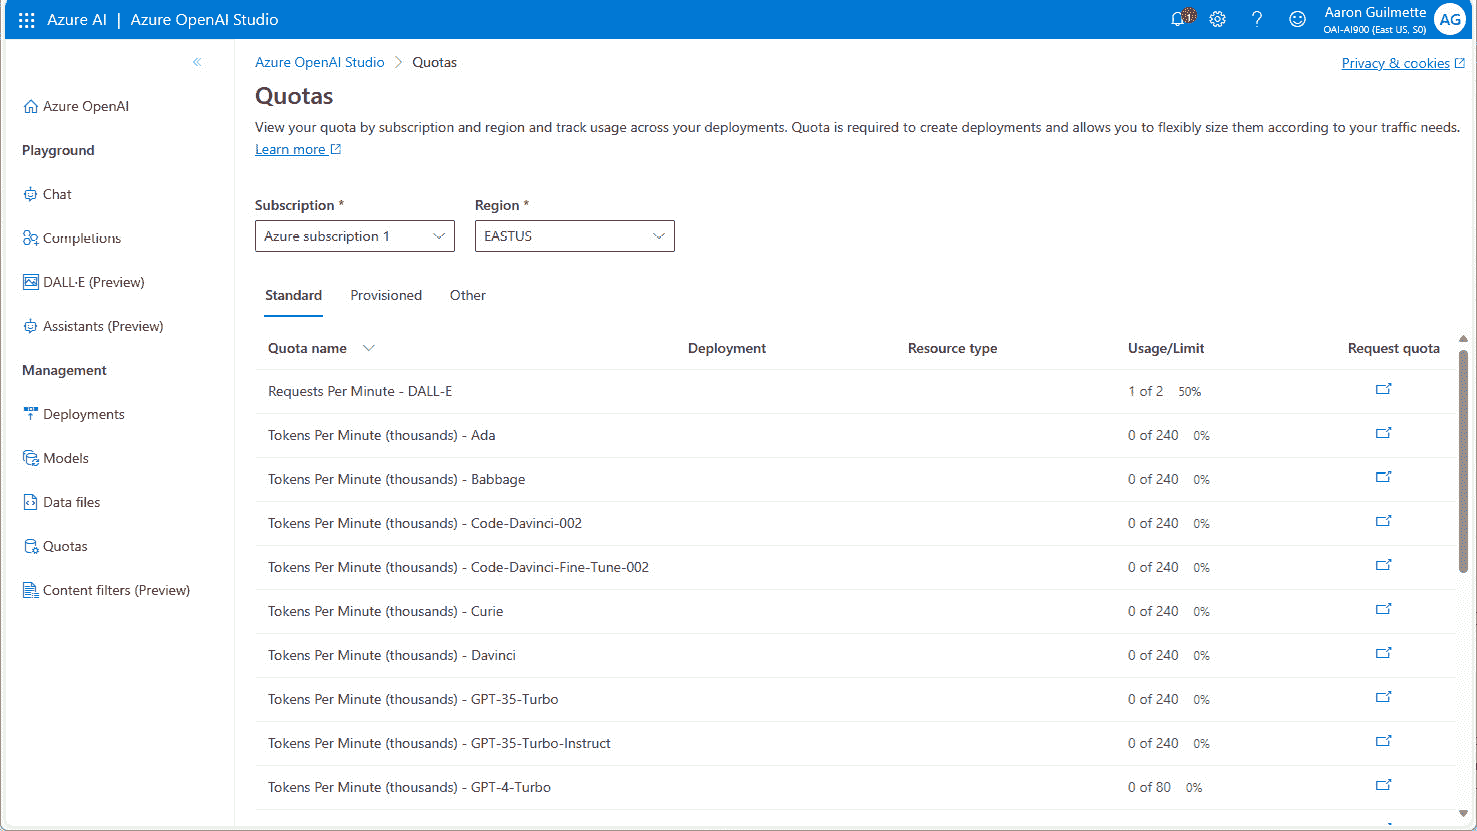 Azure AI | Azure OpenAI Studio
1
Aaron Guilmette
OAI-AI900 (East US, S0)
AG
Azure OpenAI Studio > Quotas
Privacy & cookies
Azure OpenAI
Playground
Chat
Completions
DALL·E (Preview)
Assistants (Preview)
Management
Deployments
Models
Data files
Quotas
Content filters (Preview)
Quotas
View your quota by subscription and region and track usage across your deployments. Quota is required to create deployments and allows you to flexibly size them according to your traffic needs.
Learn more
Subscription * Region *
Azure subscription 1 EASTUS
Standard Provisioned Other
Quota name Deployment Resource type Usage/Limit Request quota
Requests Per Minute - DALL-E 1 of 2 50%
Tokens Per Minute (thousands) - Ada 0 of 240 0%
Tokens Per Minute (thousands) - Babbage 0 of 240 0%
Tokens Per Minute (thousands) - Code-Davinci-002 0 of 240 0%
Tokens Per Minute (thousands) - Code-Davinci-Fine-Tune-002 0 of 240 0%
Tokens Per Minute (thousands) - Curie 0 of 240 0%
Tokens Per Minute (thousands) - Davinci 0 of 240 0%
Tokens Per Minute (thousands) - GPT-35-Turbo 0 of 240 0%
Tokens Per Minute (thousands) - GPT-35-Turbo-Instruct 0 of 240 0%
Tokens Per Minute (thousands) - GPT-4-Turbo 0 of 80 0%